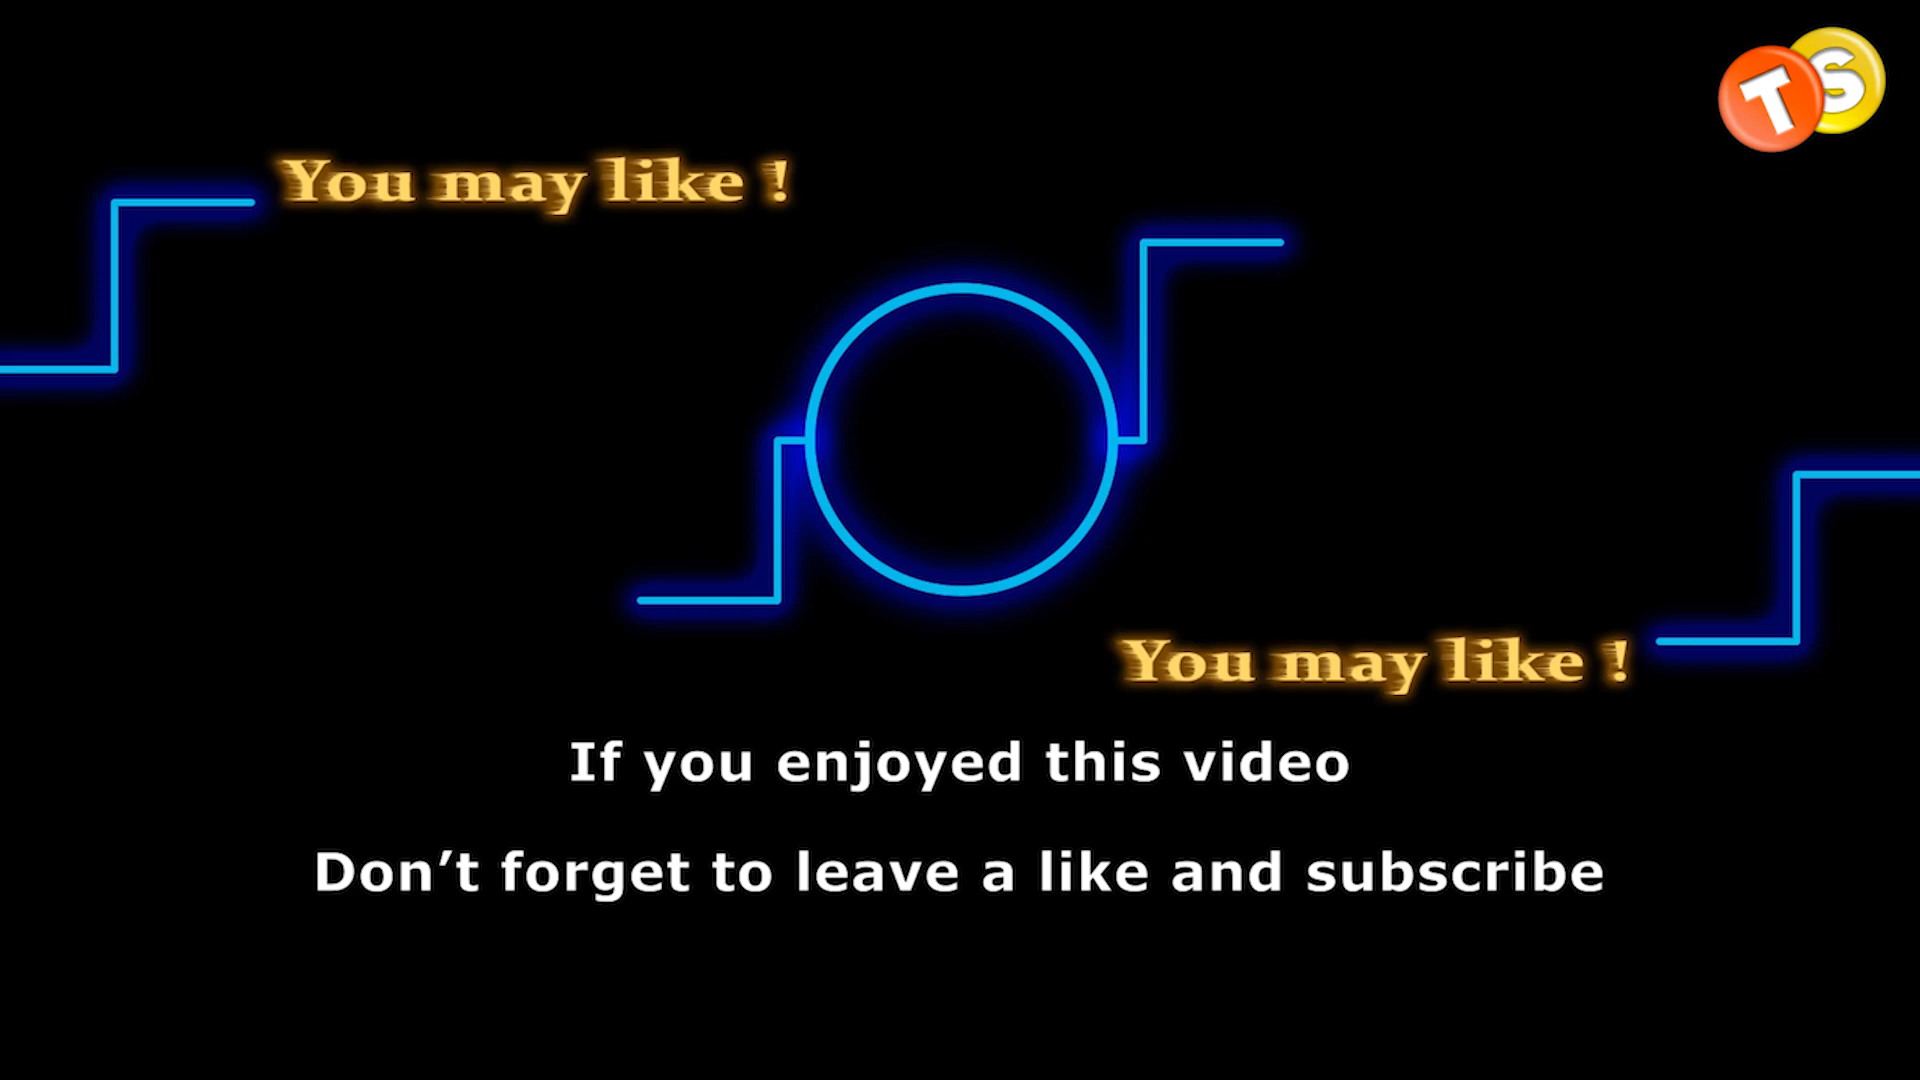 TS
You may like !
You may like !
If you enjoyed this video
Don’t forget to leave a like and subscribe